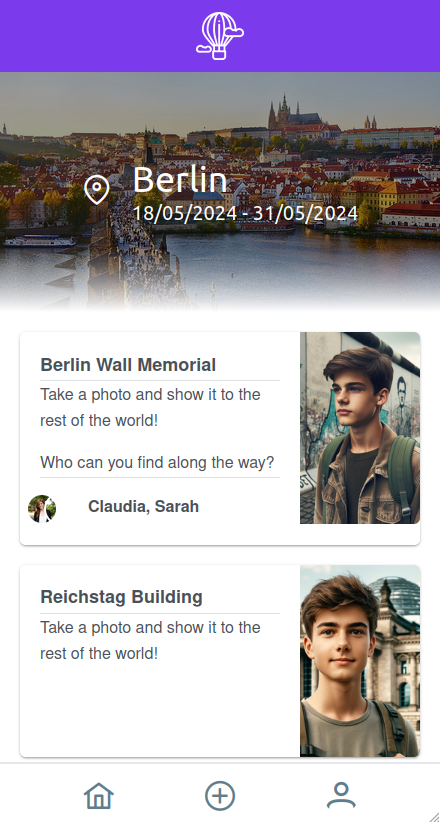 Berlin
18/05/2024 - 31/05/2024
Berlin Wall Memorial
Take a photo and show it to the
rest of the world!
Who can you find along the way?
Claudia, Sarah
Reichstag Building
Take a photo and show it to the
rest of the world!